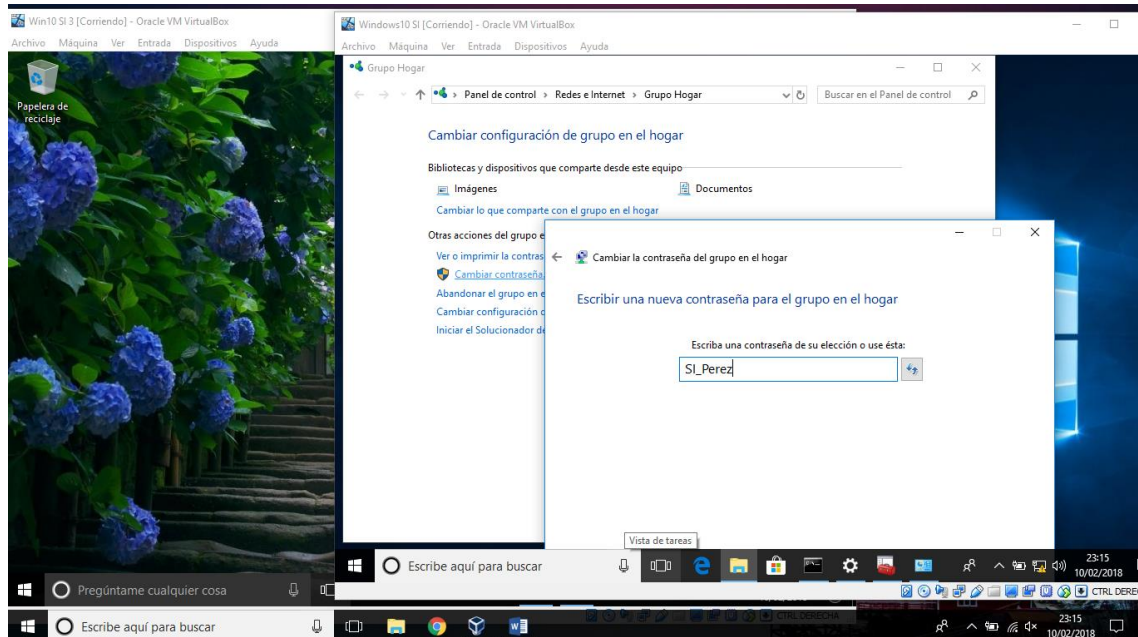 Win10 SI 3 [Corriendo] - Oracle VM VirtualBox
Archivo Máquina Ver Entrada Dispositivos Ayuda
Papelera de
reciclaje
Pregúntame cualquier cosa
Windows10 SI [Corriendo] - Oracle VM VirtualBox
Archivo Máquina Ver Entrada Dispositivos Ayuda
Grupo Hogar
Panel de control > Redes e Internet > Grupo Hogar
Buscar en el Panel de control
Cambiar configuración de grupo en el hogar
Bibliotecas y dispositivos que comparte desde este equipo
Imágenes
Documentos
Cambiar lo que comparte con el grupo en el hogar
Otras acciones del grupo e
Ver o imprimir la contras
Cambiar contraseña.
Abandonar el grupo en e
Cambiar configuración d
Iniciar el Solucionador de
Cambiar la contraseña del grupo en el hogar
Escribir una nueva contraseña para el grupo en el hogar
Escriba una contraseña de su elección o use ésta:
SI_Perez
Vista de tareas
Escribe aquí para buscar
23:15
10/02/2018
CTRL DERE
CTRL DERECHA
Escribe aquí para buscar
23:15
10/02/2018